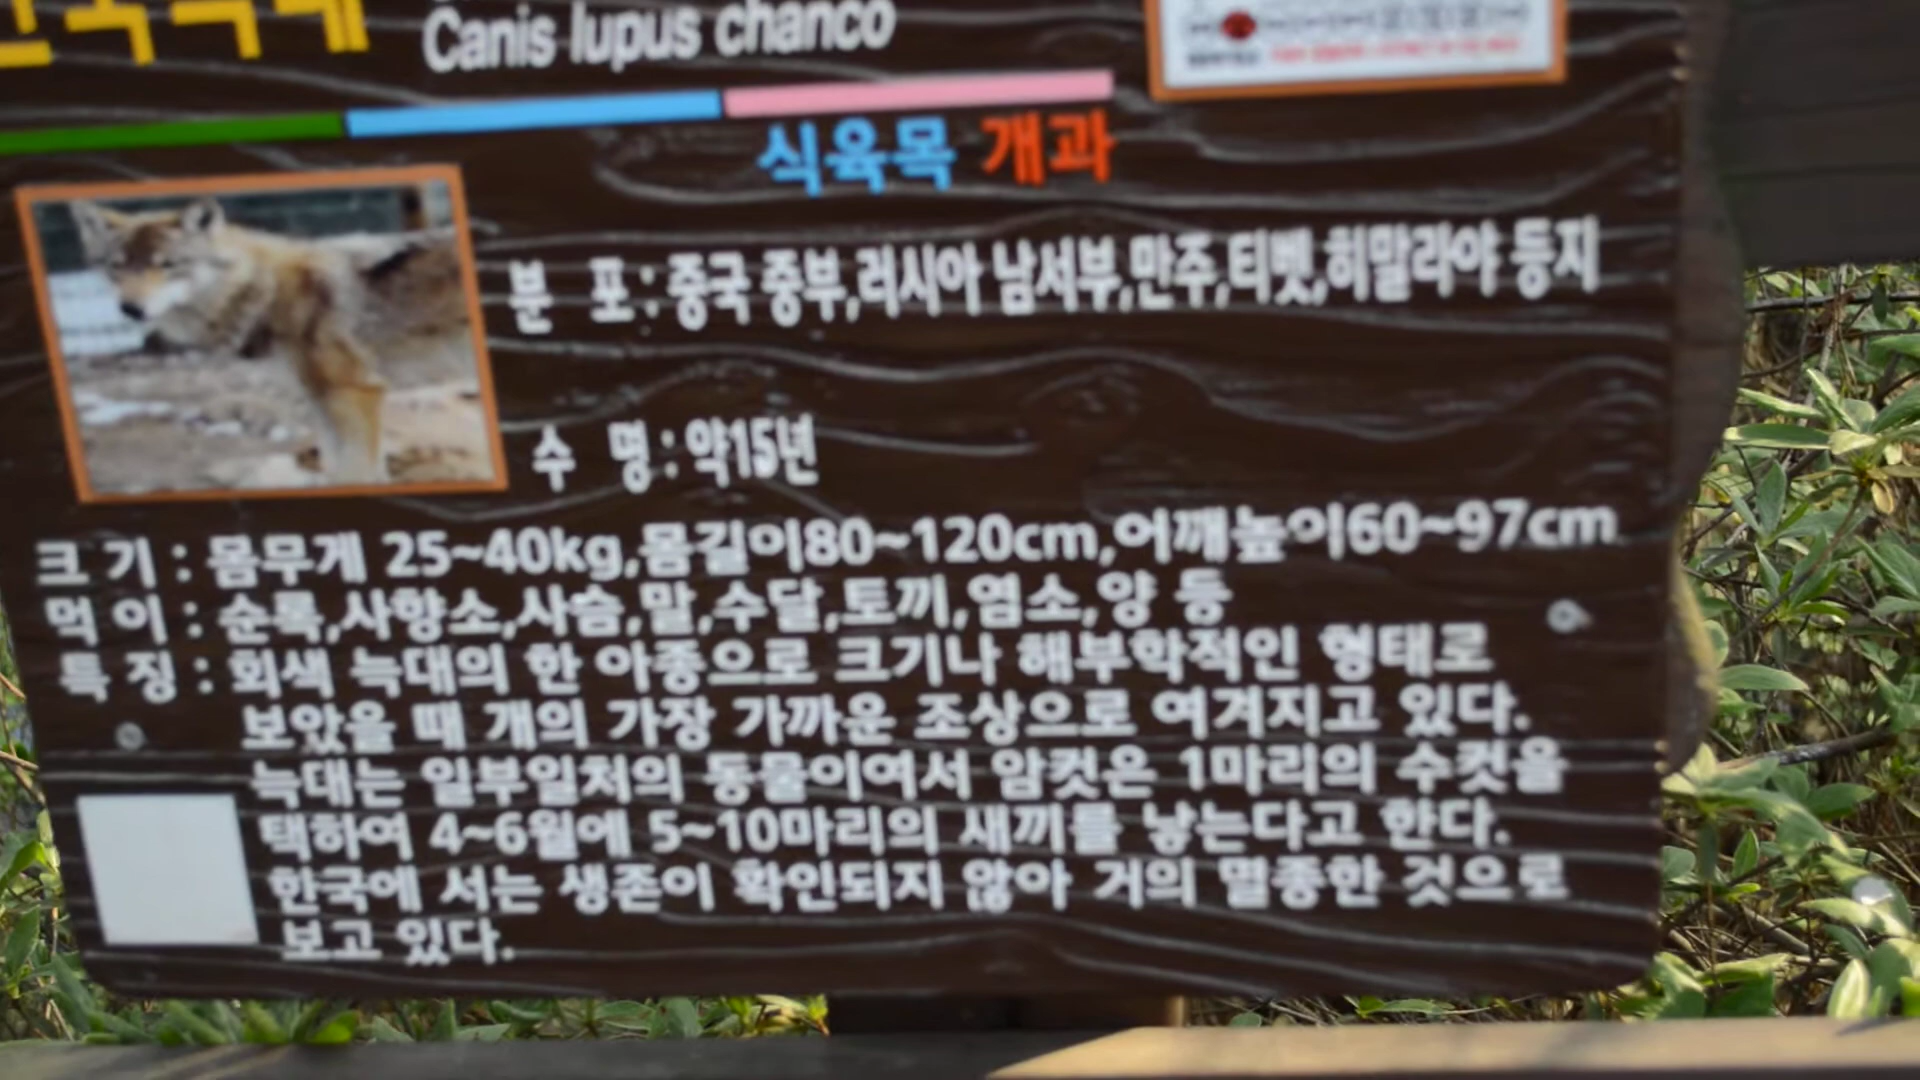 Canis lupus chanco
식육목 개과
분 포 : 중국 중부,러시아 남서부,만주,티벳,히말라야 등지
수 명 : 약15년
크 기 : 몸무게 25~40kg,몸길이80~120cm,어깨높이60~97cm
먹 이 : 순록,사향소,사슴,말,수달,토끼,염소,양 등
특 징 : 회색 늑대의 한 아종으로 크기나 해부학적인 형태로
보았을 때 개의 가장 가까운 조상으로 여겨지고 있다.
늑대는 일부일처의 동물이여서 암컷은 1마리의 수컷을
택하여 4~6월에 5~10마리의 새끼를 낳는다고 한다.
한국에 서는 생존이 확인되지 않아 거의 멸종한 것으로
보고 있다.